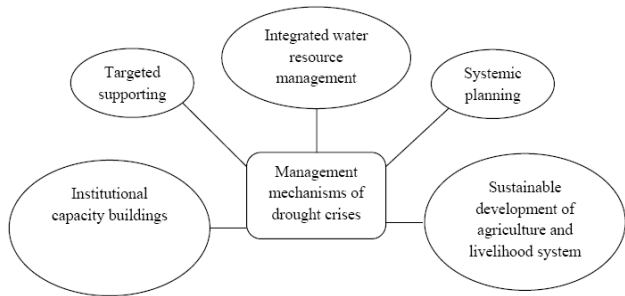 Integrated water
resource
management
Targeted
supporting
Systemic
planning
Management
mechanisms of
drought crises
Institutional
capacity buildings
Sustainable
development of
agriculture and
livelihood system